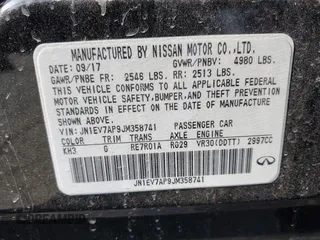 MANUFACTURED BY NISSAN MOTOR CO.,LTD.
DATE: 09/17 GVWR/PNBV: 4980 LBS.
GAWR/PNBE FR: 2546 LBS. RR: 2513 LBS.
THIS VEHICLE CONFORMS TO ALL APPLICABLE
FEDERAL MOTOR VEHICLE
SAFETY,BUMPER,AND THEFT PREVENTION
STANDARDS IN EFFECT ON THE DATE OF
MANUFACTURE SHOWN ABOVE.
VIN: JN1EV7AP9JM358741 PASSENGER CAR
COLOR TRIM TRANS AXLE ENGINE
KH3 G RE7R01A RG29 VR30(DDTT) 2997CC
JN1EV7AP9JM358741